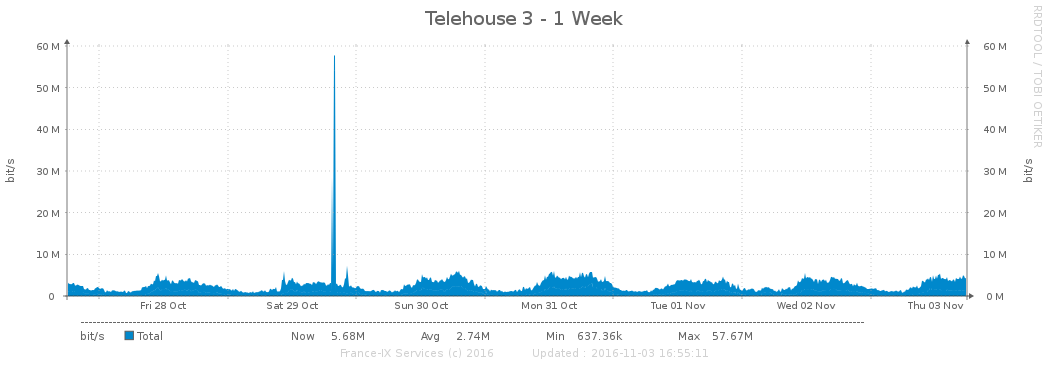 Telehouse 3 - 1 Week
RRDTOOL / TOBI OETIKER
60 M 60 M
50 M 50 M
40 M 40 M
30 M 30 M
20 M 20 M
10 M 10 M
0 0 M
bit/s bit/s
Fri 28 Oct Sat 29 Oct Sun 30 Oct Mon 31 Oct Tue 01 Nov Wed 02 Nov Thu 03 Nov
bit/s Total Now 5.68M Avg 2.74M Min 637.36k Max 57.67M
France-IX Services (c) 2016 Updated : 2016-11-03 16:55:11